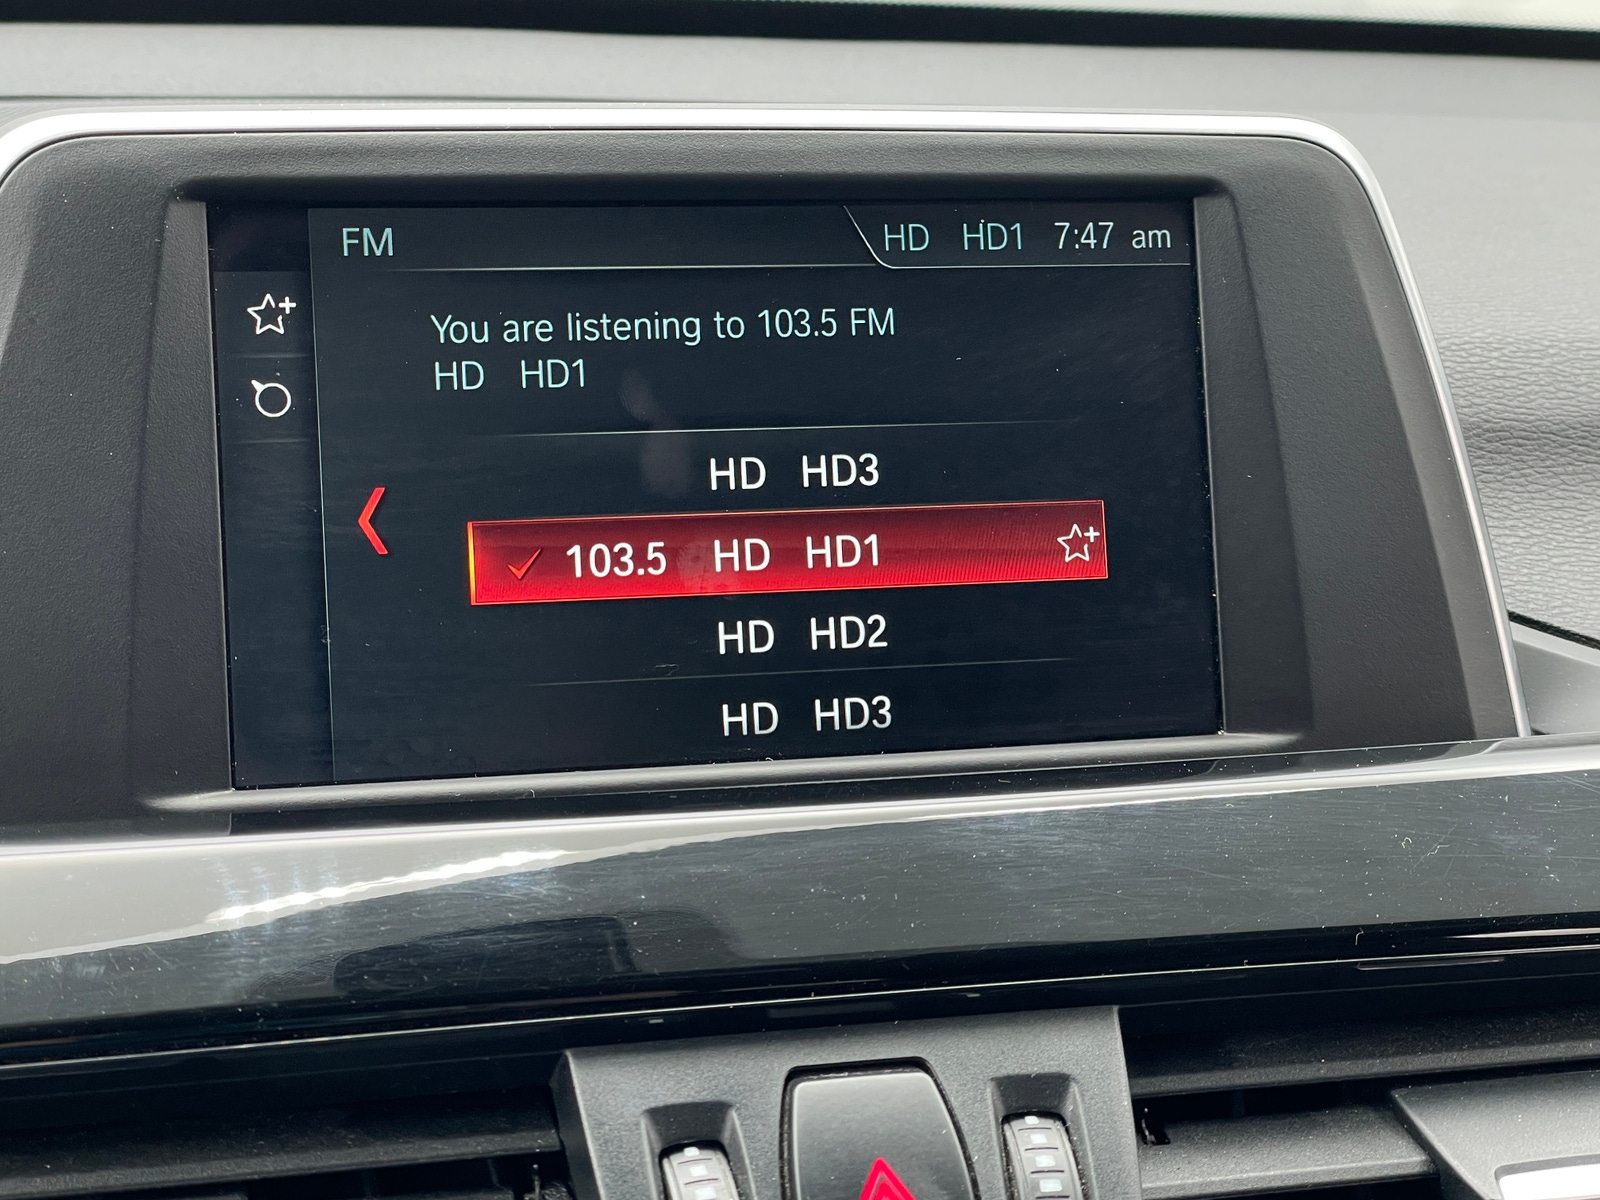 FM
HD HD1 7:47 am
You are listening to 103.5 FM
HD HD1
HD HD3
103.5 HD HD1
HD HD2
HD HD3